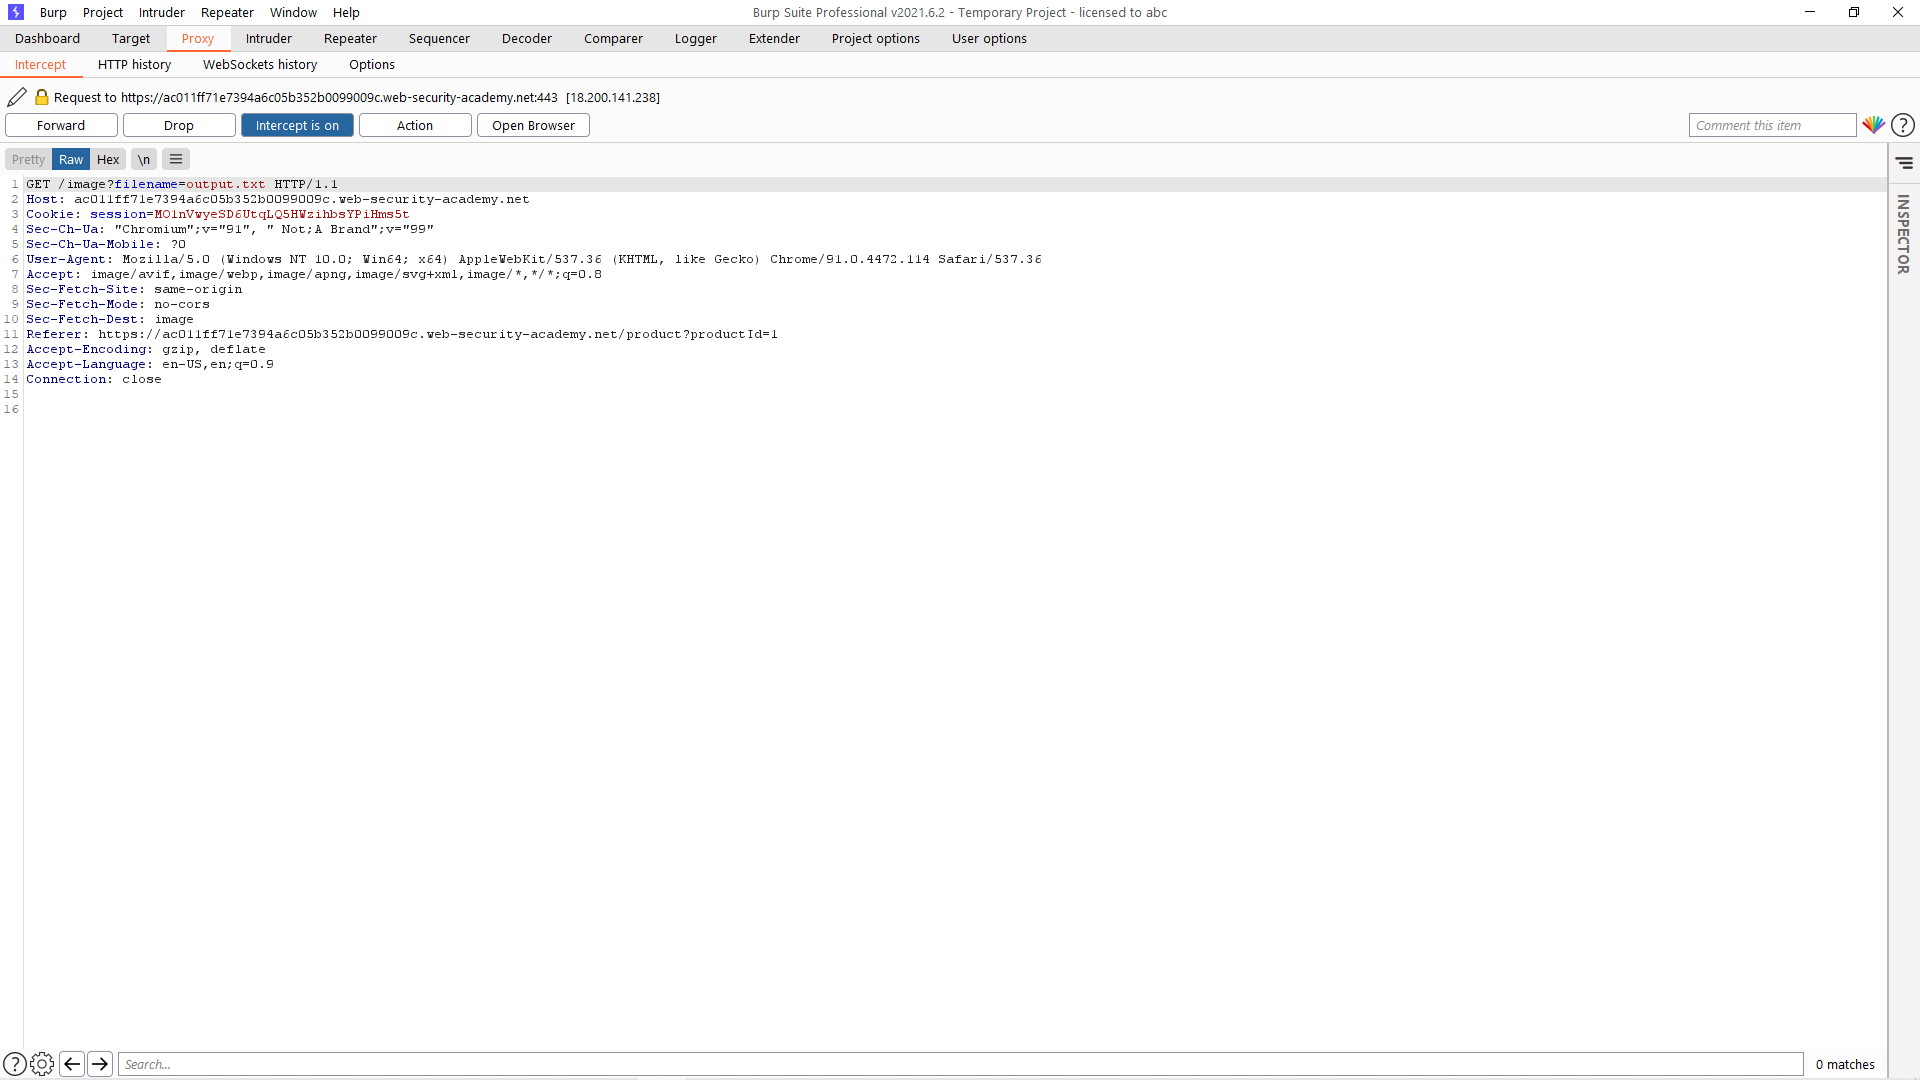 Burp Project Intruder Repeater Window Help Burp Suite Professional v2021.6.2 - Temporary Project - licensed to abc
Dashboard Target Proxy Intruder Repeater Sequencer Decoder Comparer Logger Extender Project options User options
Intercept HTTP history WebSockets history Options
Request to https://ac011ff71e7394a6c05b352b0099009c.web-security-academy.net:443 [18.200.141.238]
Forward Drop Intercept is on Action Open Browser Comment this item ?
Pretty Raw Hex \n
INSPECTOR
1 GET /image?filename=output.txt HTTP/1.1
2 Host: ac011ff71e7394a6c05b352b0099009c.web-security-academy.net
3 Cookie: session=MO1nVwyeSD6UtqLQ5HWzihbsYPiHms5t
4 Sec-Ch-Ua: "Chromium";v="91", " Not;A Brand";v="99"
5 Sec-Ch-Ua-Mobile: ?0
6 User-Agent: Mozilla/5.0 (Windows NT 10.0; Win64; x64) AppleWebKit/537.36 (KHTML, like Gecko) Chrome/91.0.4472.114 Safari/537.36
7 Accept: image/avif,image/webp,image/apng,image/svg+xml,image/*,*/*;q=0.8
8 Sec-Fetch-Site: same-origin
9 Sec-Fetch-Mode: no-cors
10 Sec-Fetch-Dest: image
11 Referer: https://ac011ff71e7394a6c05b352b0099009c.web-security-academy.net/product?productId=1
12 Accept-Encoding: gzip, deflate
13 Accept-Language: en-US,en;q=0.9
14 Connection: close
15
16
? Search... 0 matches